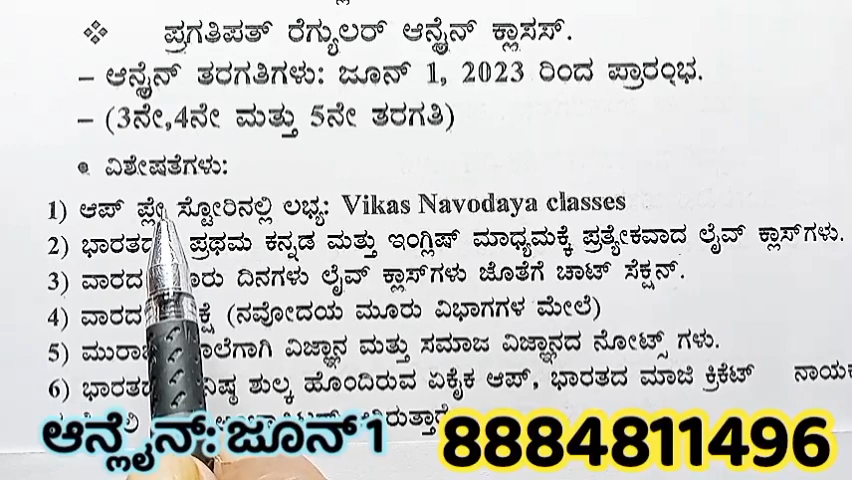 ❖ ಪ್ರಗತಿಪತ್ ರೆಗ್ಯುಲರ್ ಆನ್ಲೈನ್ ಕ್ಲಾಸಸ್.
– ಆನ್ಲೈನ್ ತರಗತಿಗಳು: ಜೂನ್ 1, 2023 ರಿಂದ ಪ್ರಾರಂಭ.
– (3ನೇ,4ನೇ ಮತ್ತು 5ನೇ ತರಗತಿ)
• ವಿಶೇಷತೆಗಳು:
1) ಆಪ್ ಪ್ಲೇ ಸ್ಟೋರಿನಲ್ಲಿ ಲಭ್ಯ: Vikas Navodaya classes
2) ಪ್ರಥಮ ಕನ್ನಡ ಮತ್ತು ಇಂಗ್ಲಿಷ್ ಮಾಧ್ಯಮಕ್ಕೆ ಪ್ರತ್ಯೇಕವಾದ ಲೈವ್ ಕ್ಲಾಸ್‌ಗಳು.
3) ವಾರದ ದಿನಗಳು ಲೈವ್ ಕ್ಲಾಸ್‌ಗಳು ಜೊತೆಗೆ ಚಾಟ್ ಸೆಕ್ಷನ್.
4) ವಾರದ (ನವೋದಯ ಮೂರು ವಿಭಾಗಗಳ ಮೇಲೆ)
5) ವಿಜ್ಞಾನ ಮತ್ತು ಸಮಾಜ ವಿಜ್ಞಾನದ ನೋಟ್ಸ್ ಗಳು.
6) ಶುಲ್ಕ ಹೊಂದಿರುವ ಏಕೈಕ ಆಪ್, ಭಾರತದ ಮಾಜಿ ಕ್ರಿಕೆಟ್
ಆನ್ಲೈನ್: ಜೂನ್ 1 8884811496